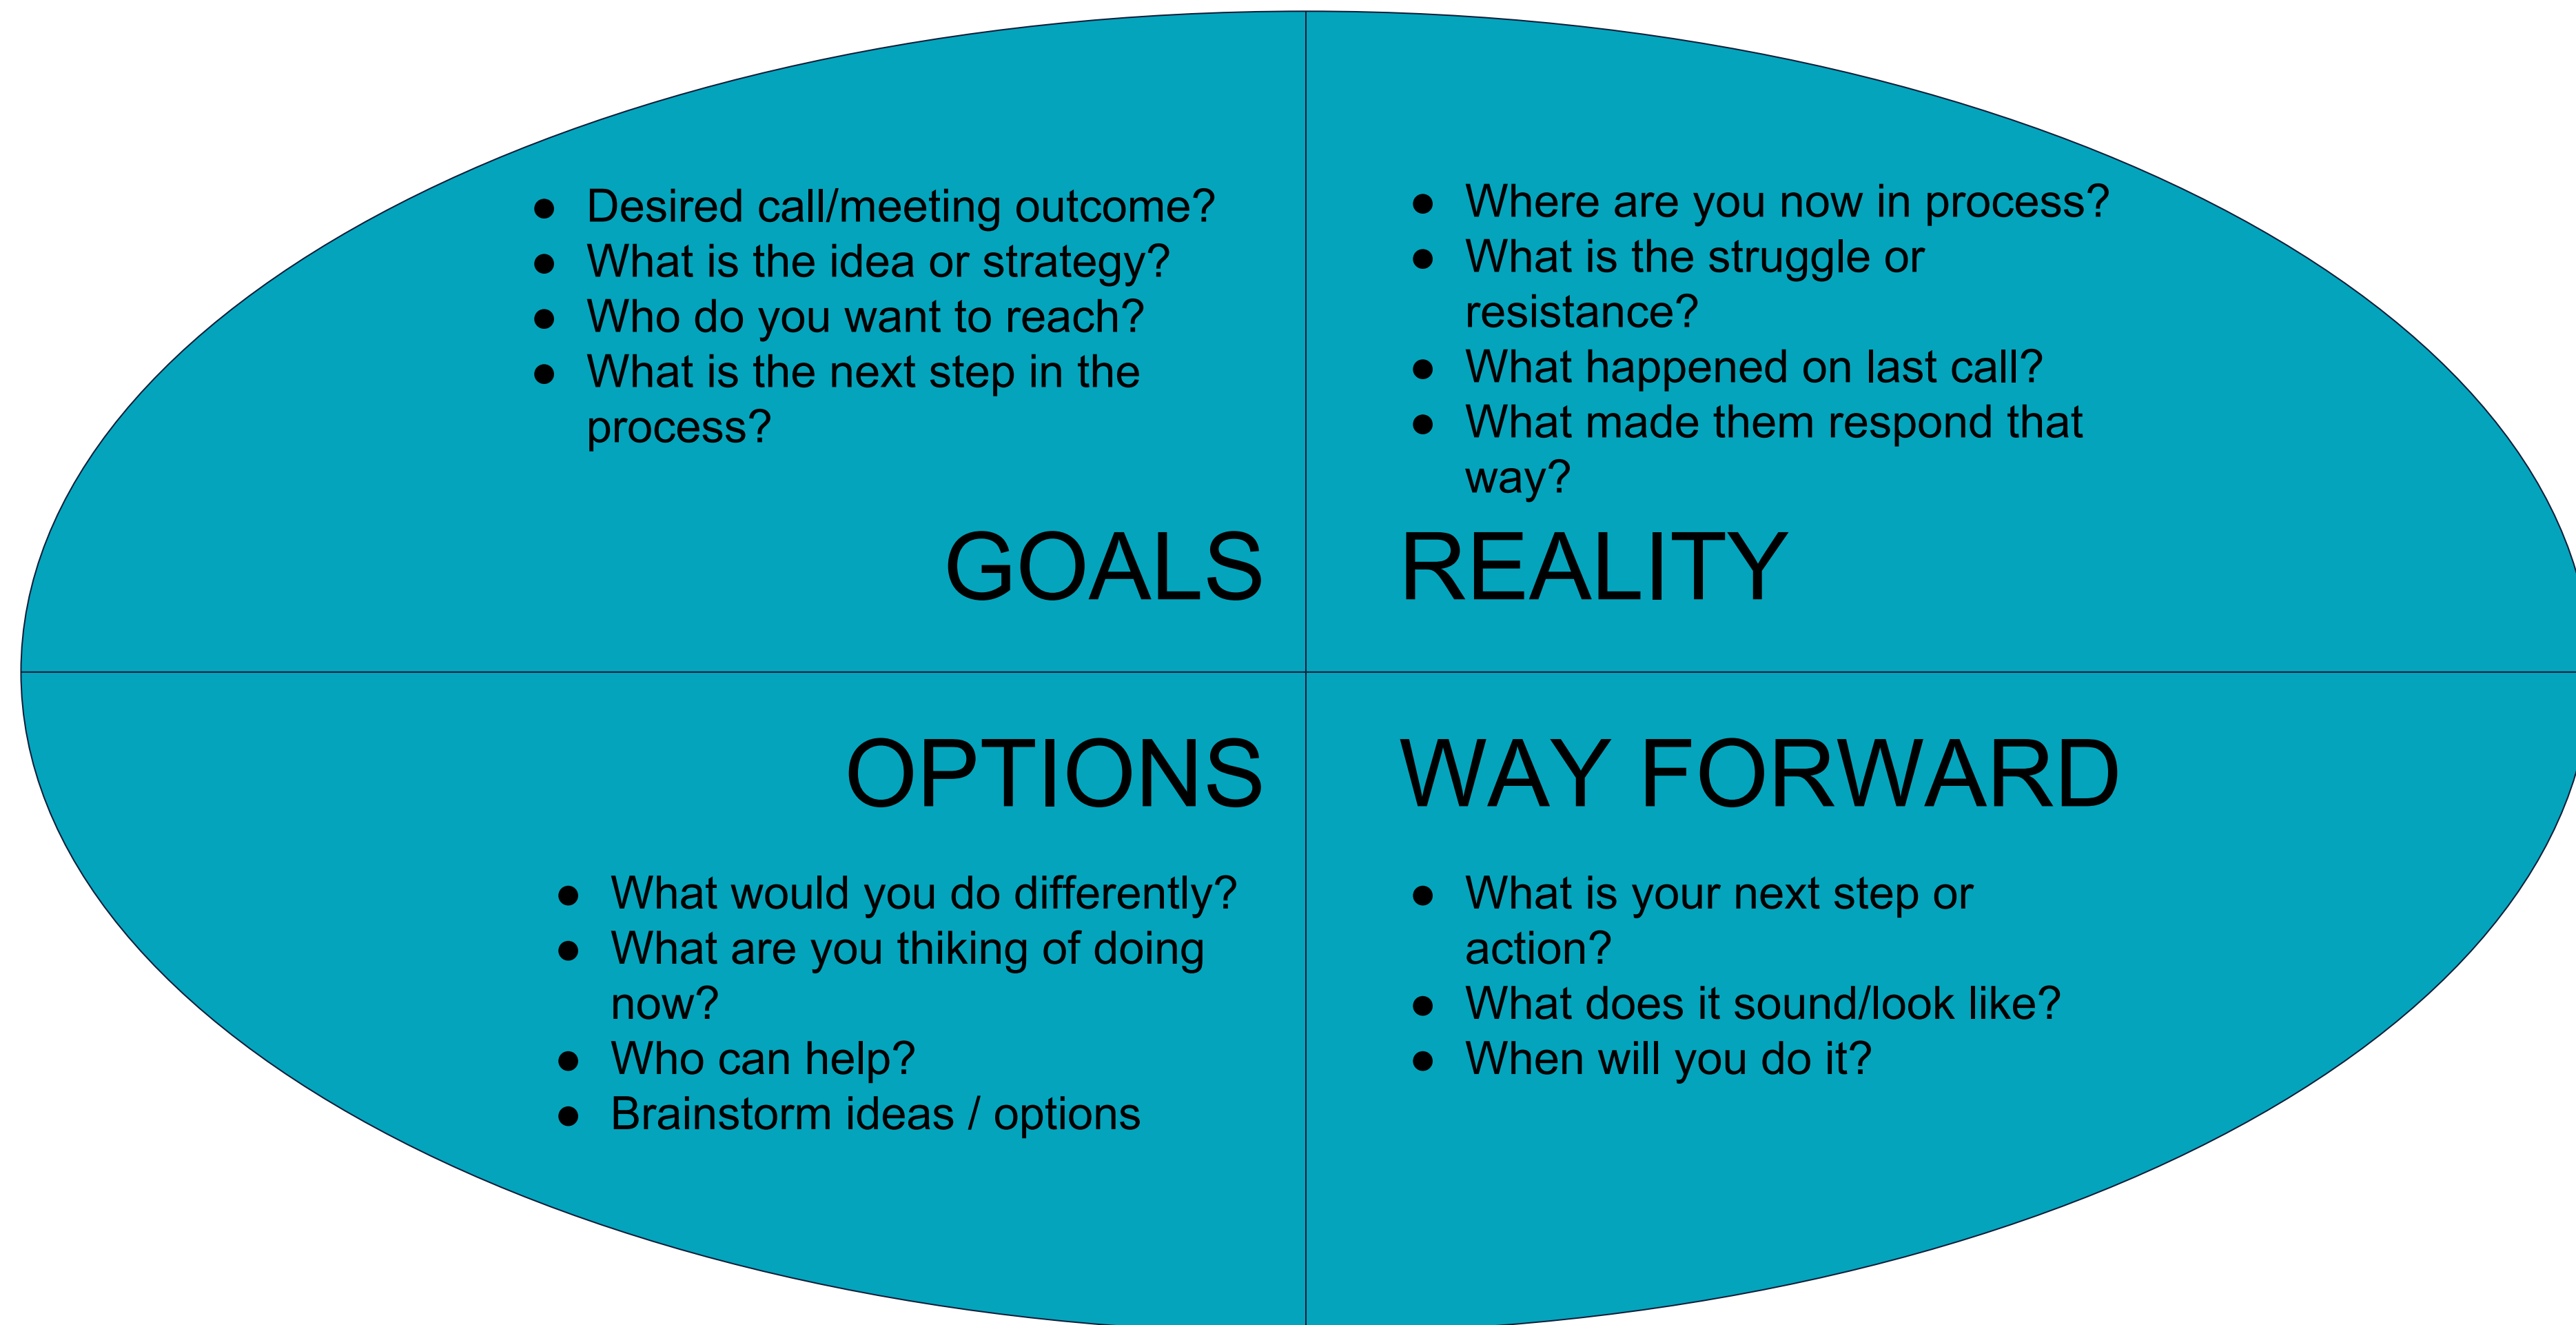 ● Desired call/meeting outcome?
● What is the idea or strategy?
● Who do you want to reach?
● What is the next step in the
process?
GOALS
● Where are you now in process?
● What is the struggle or
resistance?
● What happened on last call?
● What made them respond that
way?
REALITY
OPTIONS
● What would you do differently?
● What are you thiking of doing
now?
● Who can help?
● Brainstorm ideas / options
WAY FORWARD
● What is your next step or
action?
● What does it sound/look like?
● When will you do it?